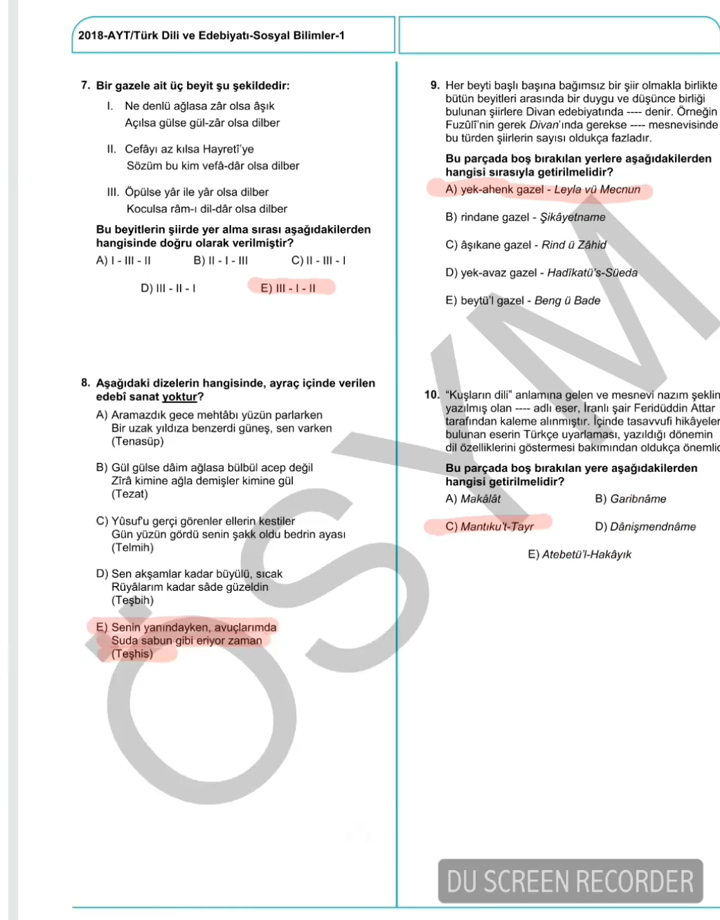 2018-AYT/Türk Dili ve Edebiyatı-Sosyal Bilimler-1
7. Bir gazele ait üç beyit şu şekildedir:
I. Ne denlü ağlasa zâr olsa âşık
Açılsa gülse gül-zâr olsa dilber
II. Cefâyı az kılsa Hayretî'ye
Sözüm bu kim vefâ-dâr olsa dilber
III. Öpülse yâr ile yâr olsa dilber
Koculsa râm-ı dil-dâr olsa dilber
Bu beyitlerin şiirde yer alma sırası aşağıdakilerden
hangisinde doğru olarak verilmiştir?
A) I - III - II B) II - I - III C) II - III - I
D) III - II - I E) III - I - II
8. Aşağıdaki dizelerin hangisinde, ayraç içinde verilen
edebî sanat yoktur?
A) Aramazdık gece mehtâbı yüzün parlarken
Bir uzak yıldıza benzerdi güneş, sen varken
(Tenasüp)
B) Gül gülse dâim ağlasa bülbül acep değil
Zîrâ kimine ağla demişler kimine gül
(Tezat)
C) Yûsuf'u gerçi görenler ellerin kestiler
Gün yüzün gördü senin şakk oldu bedrin ayası
(Telmih)
D) Sen akşamlar kadar büyülü, sıcak
Rüyâlarım kadar sâde güzeldin
(Teşbih)
E) Senin yanındayken, avuçlarımda
Suda sabun gibi eriyor zaman
(Teşhis)
9. Her beyti başlı başına bağımsız bir şiir olmakla birlikte
bütün beyitleri arasında bir duygu ve düşünce birliği
bulunan şiirlere Divan edebiyatında ---- denir. Örneğin
Fuzûlî'nin gerek Divan'ında gerekse ---- mesnevisinde
bu türden şiirlerin sayısı oldukça fazladır.
Bu parçada boş bırakılan yerlere aşağıdakilerden
hangisi sırasıyla getirilmelidir?
A) yek-ahenk gazel - Leyla vü Mecnun
B) rindane gazel - Şikâyetname
C) âşıkane gazel - Rind ü Zâhid
D) yek-avaz gazel - Hadîkatü's-Süeda
E) beytü'l gazel - Beng ü Bade
10. "Kuşların dili" anlamına gelen ve mesnevi nazım şeklin
yazılmış olan ---- adlı eser, İranlı şair Feridüddin Attar
tarafından kaleme alınmıştır. İçinde tasavvufi hikâyeler
bulunan eserin Türkçe uyarlaması, yazıldığı dönemin
dil özelliklerini göstermesi bakımından oldukça önemlic
Bu parçada boş bırakılan yere aşağıdakilerden
hangisi getirilmelidir?
A) Makâlât B) Garibnâme
C) Mantıku't-Tayr D) Dânişmendnâme
E) Atebetü'l-Hakâyık
ÖSYM
DU SCREEN RECORDER